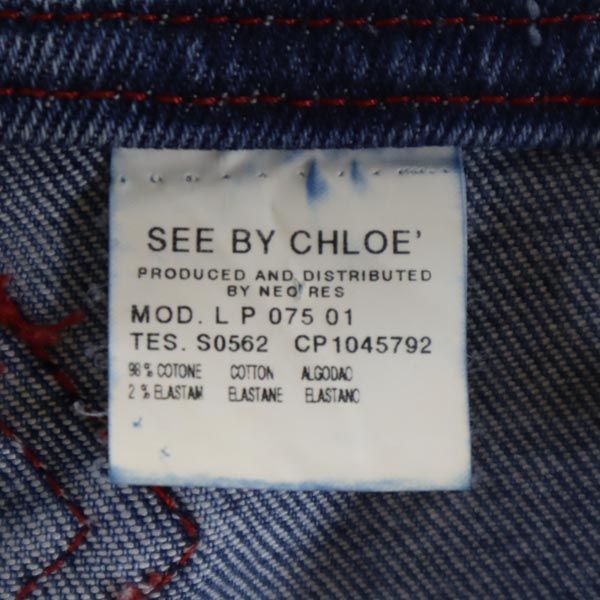 SEE BY CHLOE'
PRODUCED AND DISTRIBUTED
BY NEO'RES
MOD. L P 075 01
TES. S0562 CP1045792
98 % COTONE COTTON ALGODAO
2 % ELASTAM ELASTANE ELASTANO